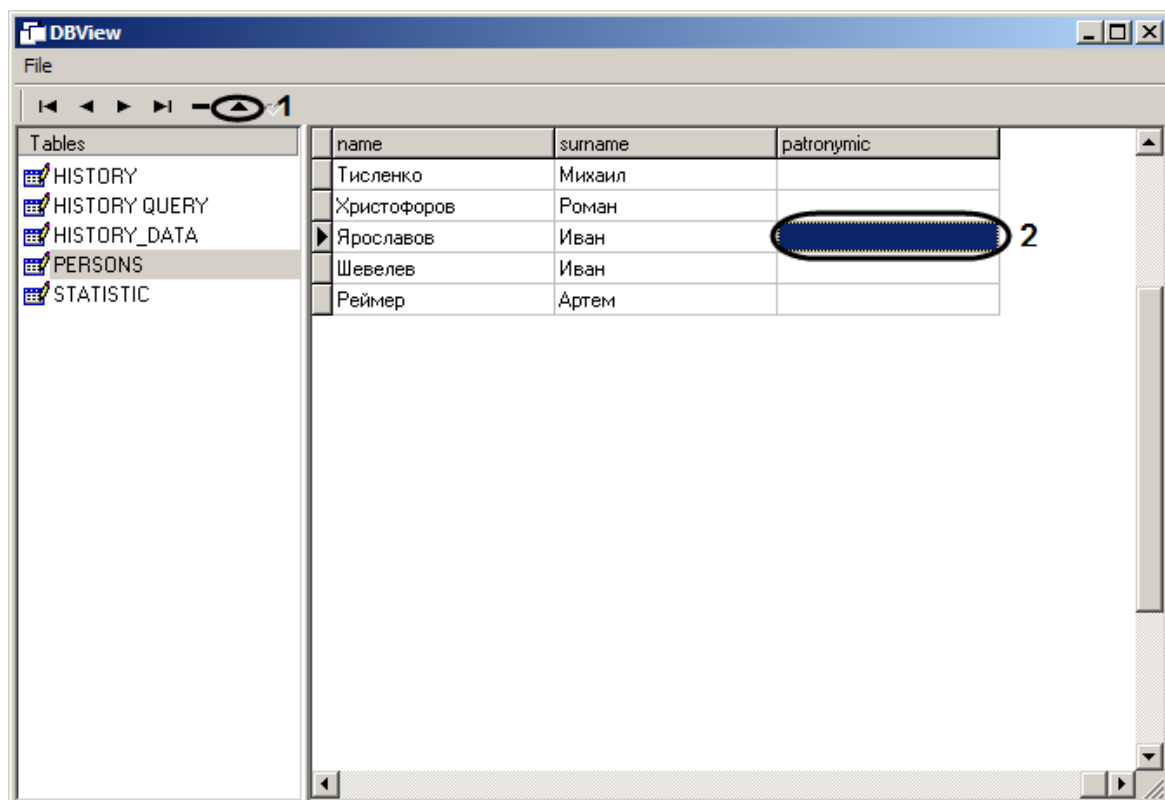 DBView
File
1
Tables
HISTORY
HISTORY QUERY
HISTORY_DATA
PERSONS
STATISTIC
name surname patronymic
Тисленко Михаил
Христофоров Роман
Ярославов Иван 2
Шевелев Иван
Реймер Артем